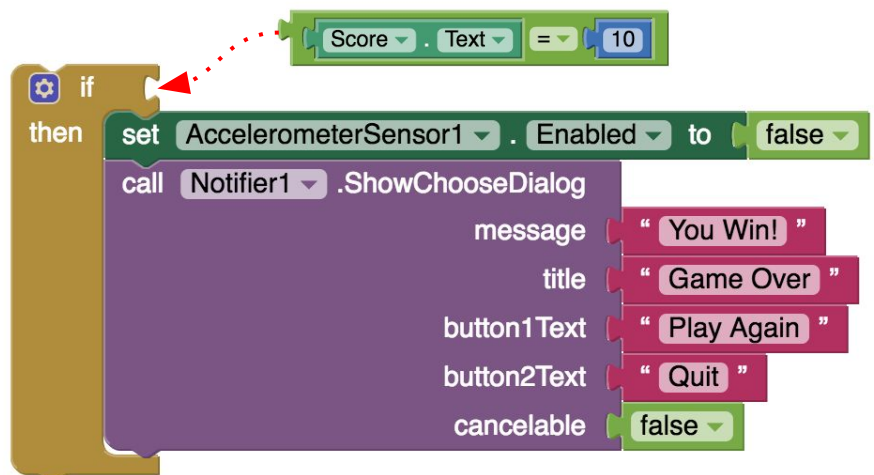 Score . Text = 10
if
then set AccelerometerSensor1 . Enabled to false
call Notifier1 .ShowChooseDialog
message “ You Win! ”
title “ Game Over ”
button1Text “ Play Again ”
button2Text “ Quit ”
cancelable false